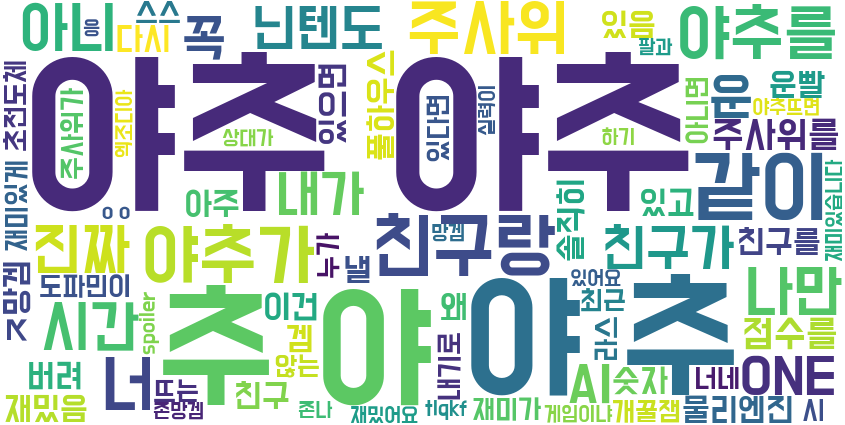 아니 응 다시 스스 꼭 닌텐도 주사위 있음 팔과 야추를
초전도체 주사위가 엑조디아 야추 상대가 있으면 풀하우스 있다면 실력이 야추 하기 아니면 운 운빨 야추뜨면
주사위를
재미있게 ㅇㅇ 아주 내가 같이 있고 재미있습니다
진짜 야추가 누가 낼 친구랑 망겜 솔직히 친구가 친구를
ㅈ망겜 도파민이 추야 야추 있어요 나만
시간 spoiler 이건 왜 최근 라스 점수를
버려 너 뜨는 겜 않는 내기로 AI 숫자 너네 ONE
재밌음 존망겜 친구 존나 재밌어요 tlqkf 재미가 게임이냐 개꿀잼 물리엔진 시